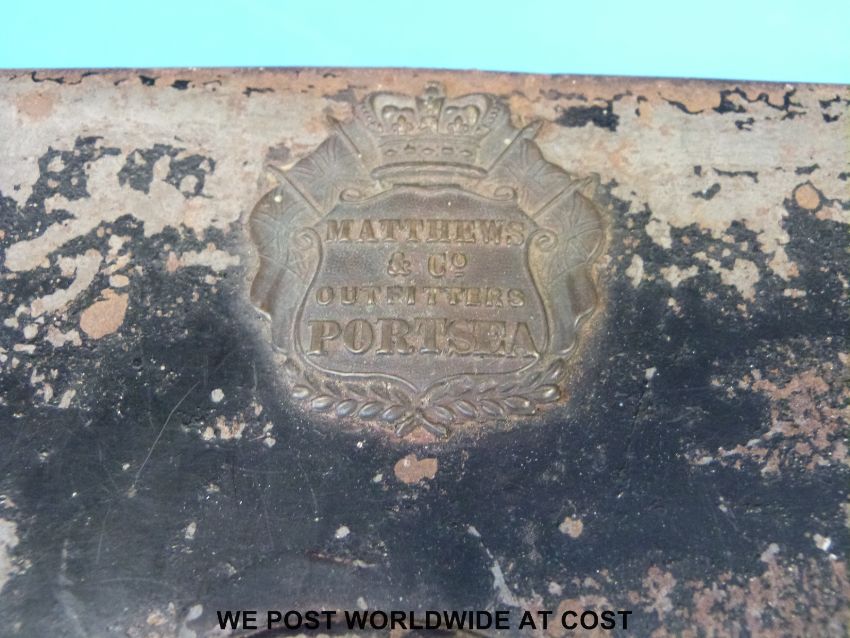 MATTHEWS
& Cº
OUTFITTERS
PORTSEA
WE POST WORLDWIDE AT COST